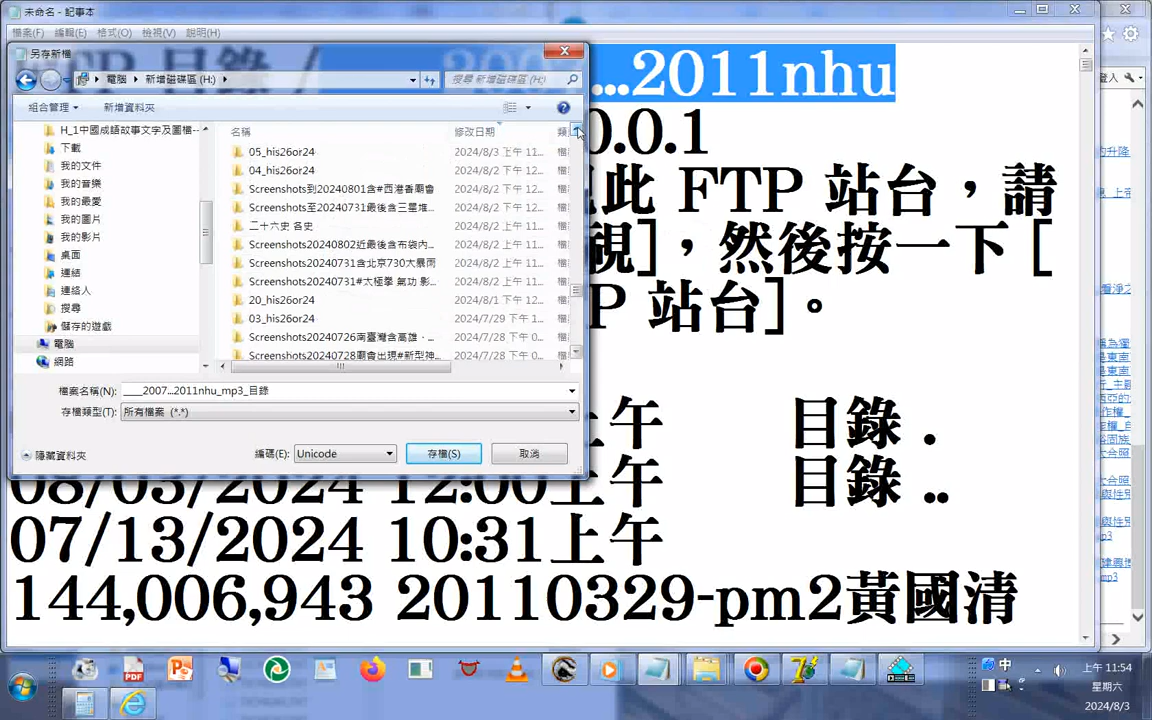 未命名 - 記事本
檔案(F) 編輯(E) 格式(O) 檢視(V) 說明(H)
另存新檔
電腦 ▸ 新增磁碟區 (H:) ▸
搜尋 新增磁碟區 (H:)
組合管理 ▾ 新增資料夾
H_1中國成語故事文字及圖檔--
下載
我的文件
我的音樂
我的最愛
我的圖片
我的影片
桌面
連結
連絡人
搜尋
儲存的遊戲
電腦
網路
名稱 修改日期
05_his26or24 2024/8/3 上午 11...
04_his26or24 2024/8/2 上午 11...
Screenshots到20240801含#西港香廟會 2024/8/2 上午 11...
Screenshots至20240731最後含三星堆... 2024/8/2 上午 11...
二十六史 各史 2024/8/2 上午 11...
Screenshots20240802近最後含布袋內... 2024/8/2 上午 11...
Screenshots20240731含北京730大暴雨 2024/8/2 上午 11...
Screenshots20240731#太極拳 氣功 影... 2024/8/2 上午 11...
20_his26or24 2024/8/1 下午 12...
03_his26or24 2024/7/29 下午 1...
Screenshots20240726南臺灣含高雄、... 2024/7/28 下午 0...
Screenshots20240728廟會出現#新型神... 2024/7/28 下午 0...
檔案名稱(N): ____2007...2011nhu_mp3_目錄
存檔類型(T): 所有檔案 (*.*)
隱藏資料夾
編碼(E): Unicode
存檔(S)
取消
...2011nhu
0.0.1
此 FTP 站台，請
視]，然後按一下 [
P 站台]。
上午 目錄 .
08/03/2024 12:00上午 目錄 ..
07/13/2024 10:31上午
144,006,943 20110329-pm2黃國清
登入
中
上午 11:54
星期六
2024/8/3